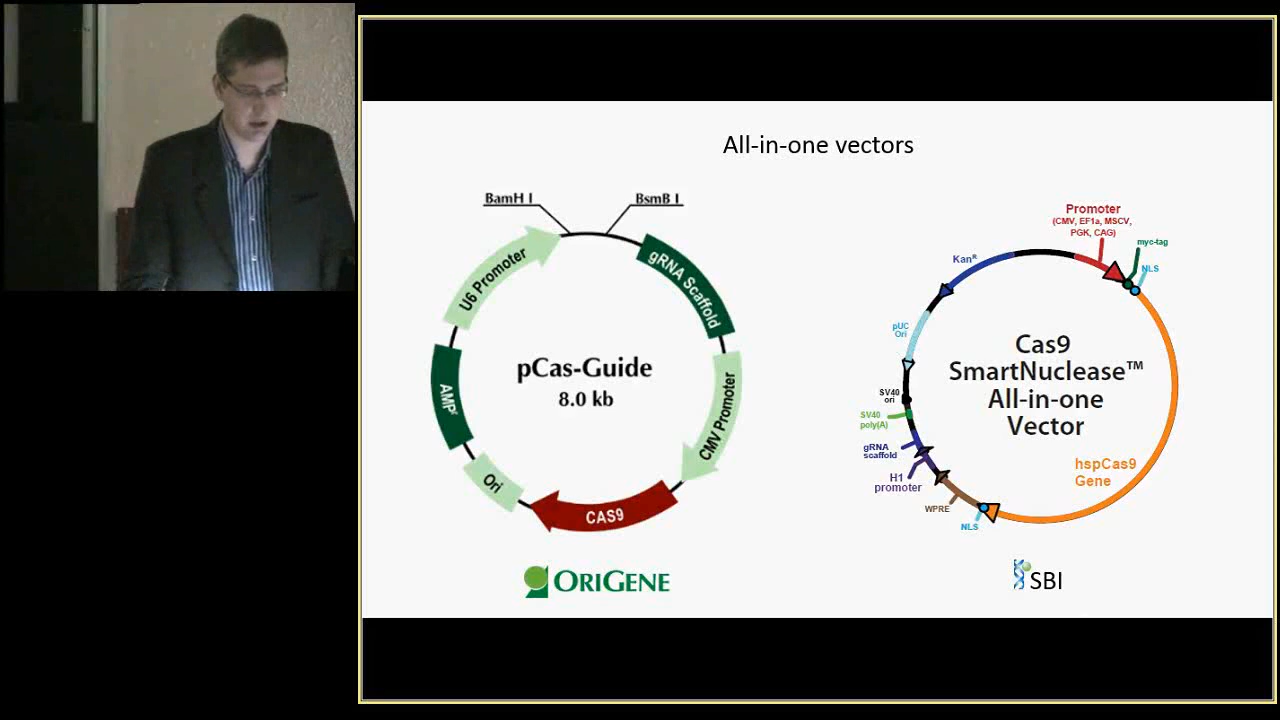 All-in-one vectors
BamH I
BsmB I
U6 Promoter
gRNA Scaffold
AMPʳ
pCas-Guide
8.0 kb
CMV Promoter
Ori
CAS9
ORIGENE
Promoter
(CMV, EF1a, MSCV,
PGK, CAG)
myc-tag
NLS
Kanᴿ
pUC
Ori
Cas9
SmartNuclease™
All-in-one
Vector
SV40
ori
SV40
poly(A)
gRNA
scaffold
H1
promoter
WPRE
NLS
hspCas9
Gene
SBI